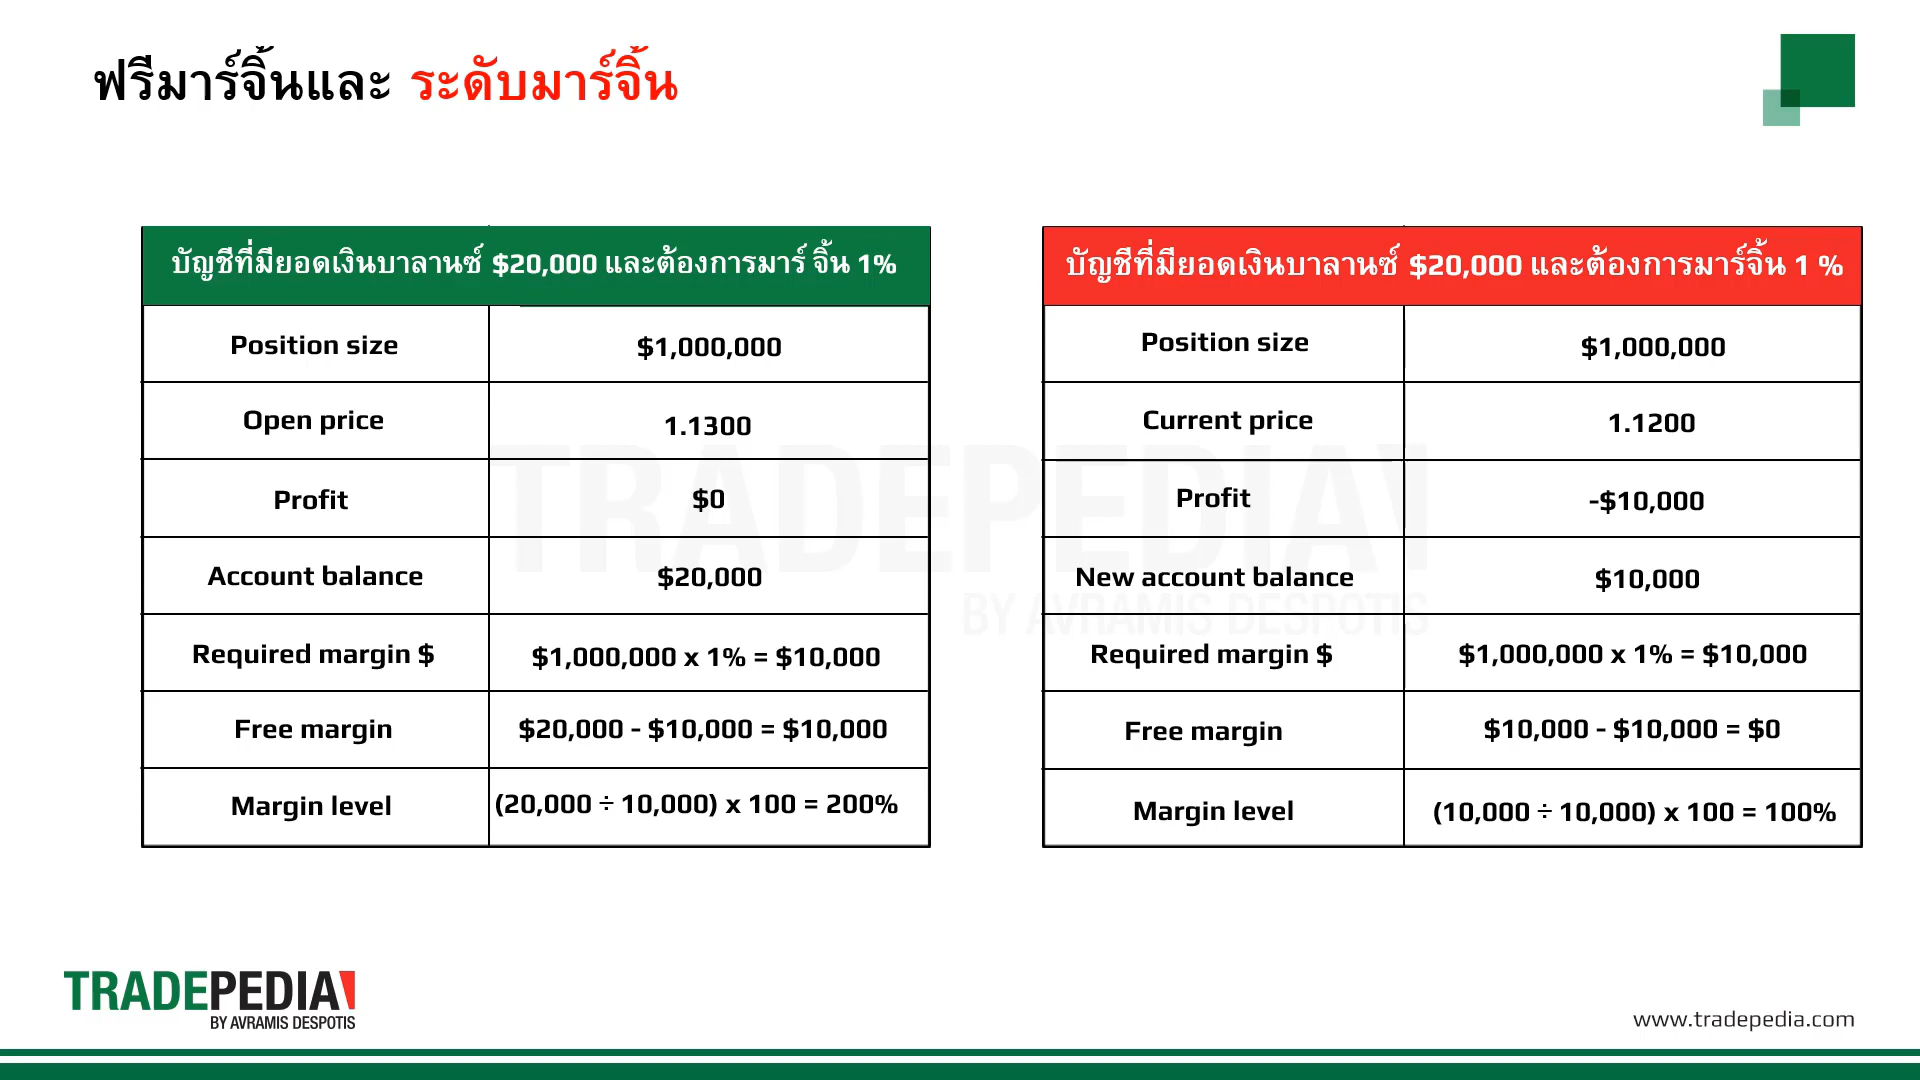 ฟรีมาร์จิ้นและ ระดับมาร์จิ้น
บัญชีที่มียอดเงินบาลานซ์ $20,000 และต้องการมาร์ จิ้น 1%
Position size $1,000,000
Open price 1.1300
Profit $0
Account balance $20,000
Required margin $ $1,000,000 x 1% = $10,000
Free margin $20,000 - $10,000 = $10,000
Margin level (20,000 ÷ 10,000) x 100 = 200%
บัญชีที่มียอดเงินบาลานซ์ $20,000 และต้องการมาร์จิ้น 1 %
Position size $1,000,000
Current price 1.1200
Profit -$10,000
New account balance $10,000
Required margin $ $1,000,000 x 1% = $10,000
Free margin $10,000 - $10,000 = $0
Margin level (10,000 ÷ 10,000) x 100 = 100%
TRADEPEDIA
BY AVRAMIS DESPOTIS
TRADEPEDIA
BY AVRAMIS DESPOTIS
www.tradepedia.com